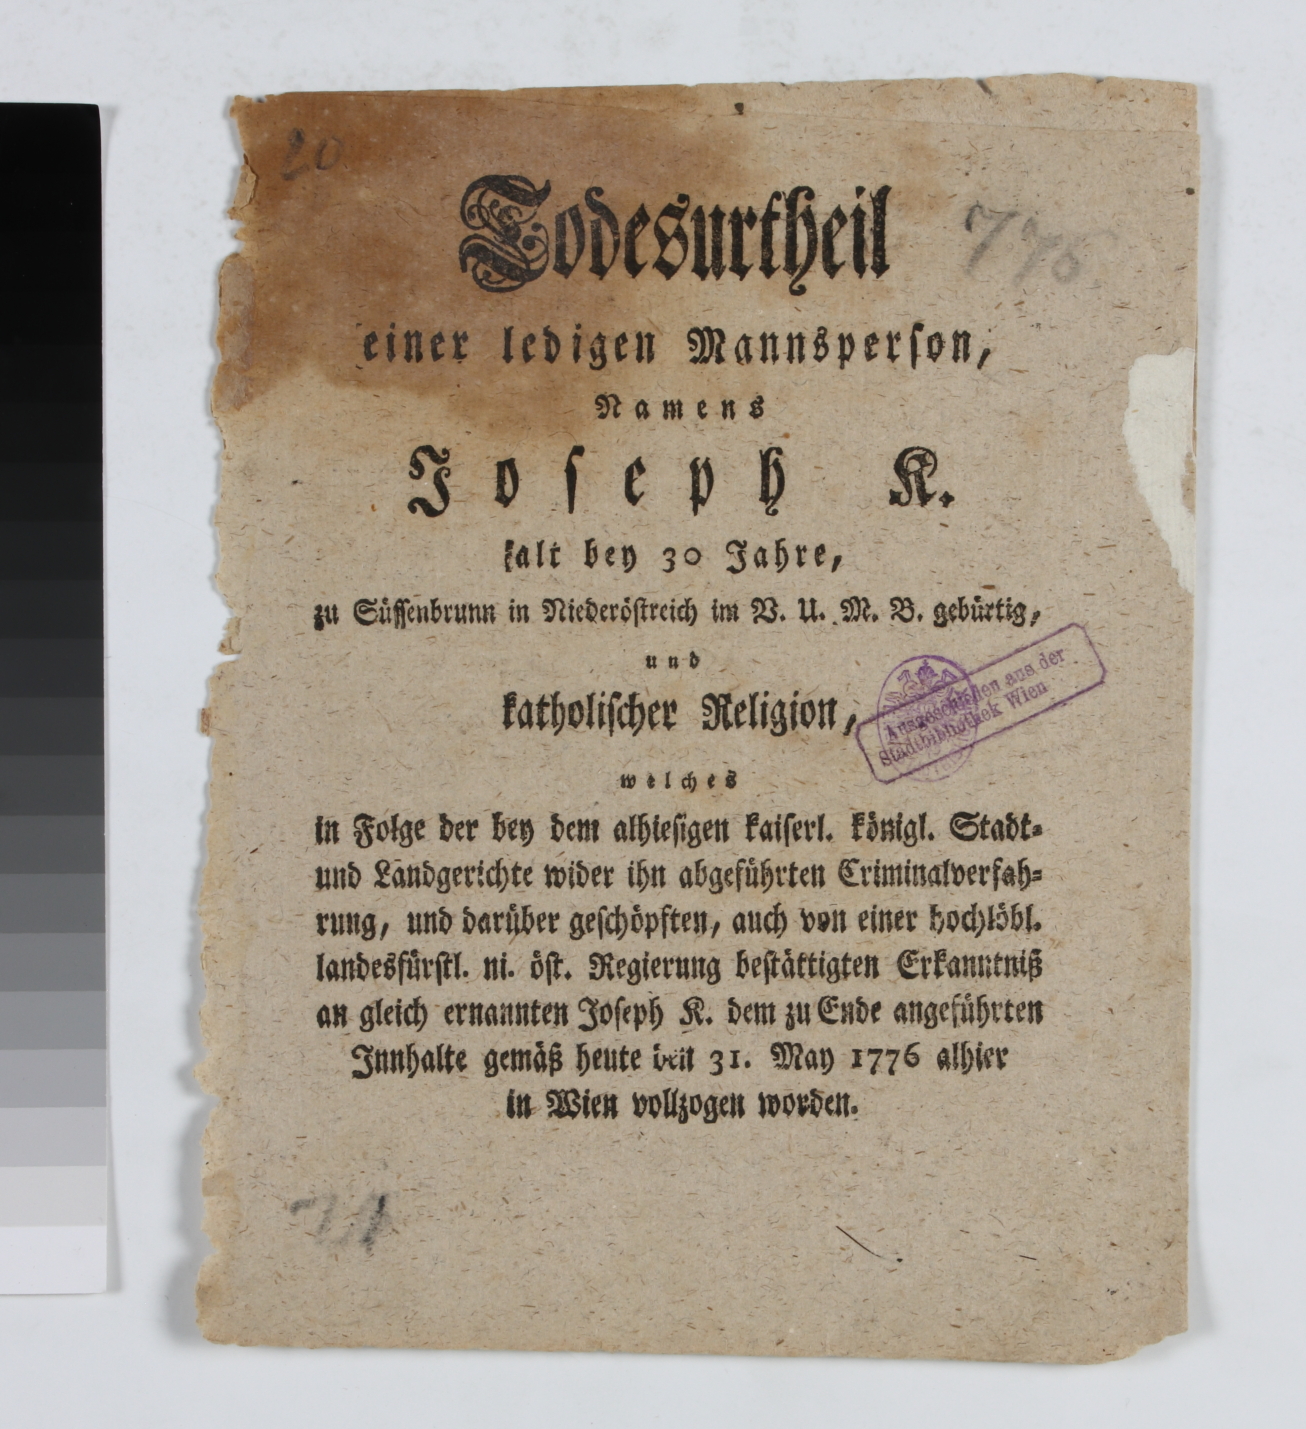 20
Todesurtheil
776
einer ledigen Mannsperson,
Namens
Joseph K.
alt bey 30 Jahre,
zu Süssenbrunn in Niederöstreich im V. U. M. B. gebürtig,
und
katholischer Religion,
Ausgeschieden aus der
Stadtbibliothek Wien
welches
in Folge der bey dem alhiesigen kaiserl. königl. Stadt-
und Landgerichte wider ihn abgeführten Criminalverfah-
rung, und darüber geschöpften, auch von einer hochlöbl.
landesfürstl. ni. öst. Regierung bestättigten Erkanntniß
an gleich ernannten Joseph K. dem zu Ende angeführten
Innhalte gemäß heute den 31. May 1776 alhier
in Wien vollzogen worden.